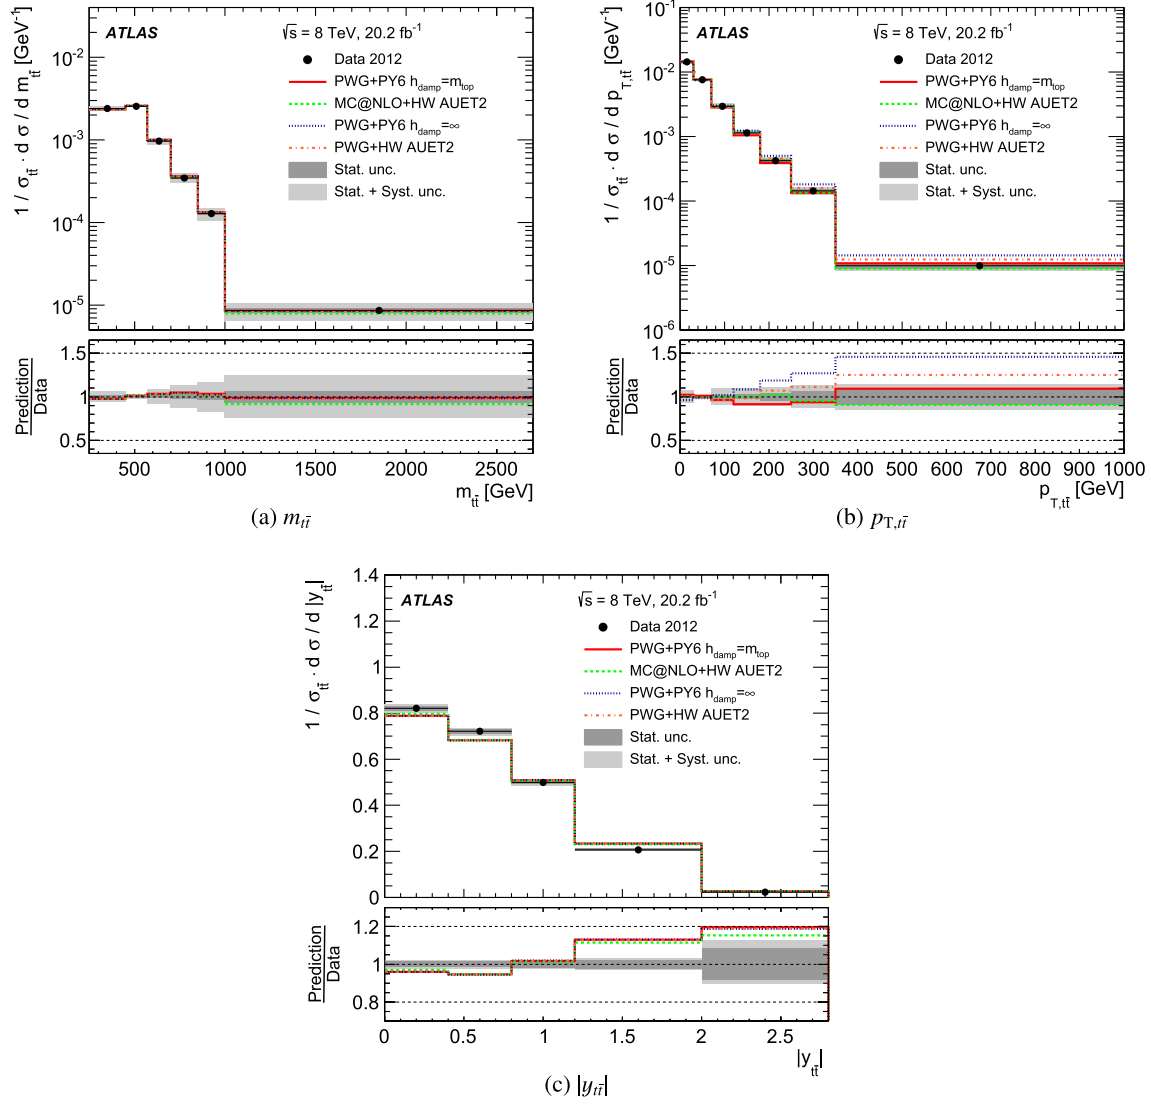 ATLAS
√s = 8 TeV, 20.2 fb⁻¹
Data 2012
PWG+PY6 h_damp=m_top
MC@NLO+HW AUET2
PWG+PY6 h_damp=∞
PWG+HW AUET2
Stat. unc.
Stat. + Syst. unc.
1 / σ_tt̄ · d σ / d m_tt̄ [GeV⁻¹]
10⁻²
10⁻³
10⁻⁴
10⁻⁵
Prediction
Data
1.5
1
0.5
500 1000 1500 2000 2500
m_tt̄ [GeV]
(a) m_tt̄
ATLAS
√s = 8 TeV, 20.2 fb⁻¹
Data 2012
PWG+PY6 h_damp=m_top
MC@NLO+HW AUET2
PWG+PY6 h_damp=∞
PWG+HW AUET2
Stat. unc.
Stat. + Syst. unc.
1 / σ_tt̄ · d σ / d p_T,tt̄ [GeV⁻¹]
10⁻¹
10⁻²
10⁻³
10⁻⁴
10⁻⁵
10⁻⁶
Prediction
Data
1.5
1
0.5
0 100 200 300 400 500 600 700 800 900 1000
p_T,tt̄ [GeV]
(b) p_T,tt̄
ATLAS
√s = 8 TeV, 20.2 fb⁻¹
Data 2012
PWG+PY6 h_damp=m_top
MC@NLO+HW AUET2
PWG+PY6 h_damp=∞
PWG+HW AUET2
Stat. unc.
Stat. + Syst. unc.
1 / σ_tt̄ · d σ / d |y_tt̄|
1.4
1.2
1
0.8
0.6
0.4
0.2
0
Prediction
Data
1.2
1
0.8
0 0.5 1 1.5 2 2.5
|y_tt̄|
(c) |y_tt̄|